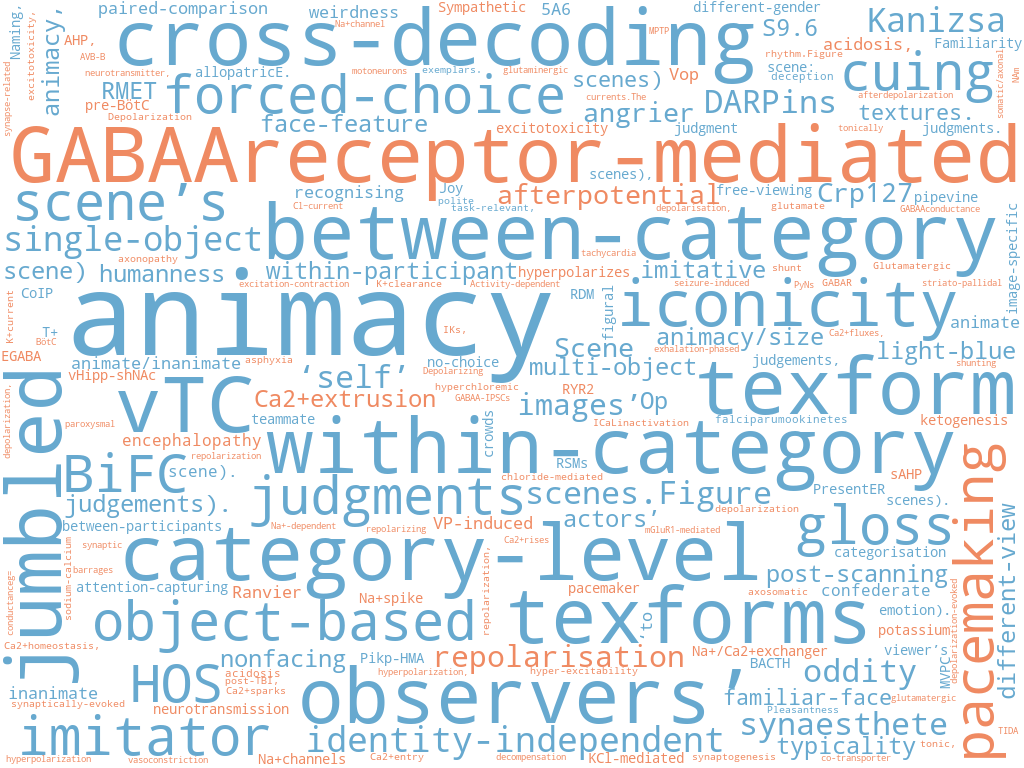 paired-comparison weirdness Sympathetic 5A6 different-gender
Naming, Na+channel MPTP Kanizsa
excitotoxicity, AHP, cross-decoding S9.6 acidosis, Familiarity
AVB-B rhythm.Figure
animacy, neurotransmitter, allopatricE. motoneurons exemplars. glutaminergic scenes) Vop scene: deception cuing NAm
synapse-related RMET forced-choice currents.The DARPins afterdepolarization somatic/axonal
pre-BötC Depolarization face-feature angrier textures.
excitotoxicity judgment tonically judgments.
GABAAreceptor-mediated
scenes),
scene’s recognising Joy polite afterpotential free-viewing Crp127 pipevine
Cl-current task-relevant, depolarisation, glutamate GABAAconductance
single-object between-category image-specific
axonopathy tachycardia
scene) humanness within-participant hyperpolarizes imitative shunt Glutamatergic
excitation-contraction K+clearance Activity-dependent seizure-induced PyNs GABAR striato-pallidal
CoIP K+current animacy RDM figural iconicity animate
T+ BötC IKs, exhalation-phased animacy/size Ca2+fluxes,
EGABA animate/inanimate asphyxia no-choice Scene judgements, light-blue
vHipp-shNAc ‘self’ Depolarizing multi-object shunting
depolarization. jumbled vTC Ca2+extrusion hyperchloremic GABAA-IPSCs RYR2 images’ Op texform ketogenesis
paroxysmal teammate crowds ICaLinactivation falciparumookinetes
encephalopathy repolarization within-category
BiFC scene). RSMs chloride-mediated sAHP
judgements). judgments scenes.Figure PresentER scenes). pacemaking
between-participants Na+-dependent repolarizing VP-induced actors’ depolarization mGluR1-mediated gloss different-view
synaptic category-level Ca2+rises categorisation
sodium-calcium barrages post-scanning
conductanceg= attention-capturing Ranvier Na+spike repolarization, pacemaker axosomatic confederate depolarization-evoked
object-based texforms emotion).
‘to potassium
Ca2+homeostasis, nonfacing Pikp-HMA repolarisation Na+/Ca2+exchanger viewer’s
acidosis hyperpolarization, hyper-excitability BACTH oddity MVPC
inanimate HOS post-TBI, Ca2+sparks observers’ familiar-face glutamatergic
synaptically-evoked neurotransmission Pleasantness
imitator identity-independent synaesthete TIDA
hyperpolarization vasoconstriction Na+channels Ca2+entry decompensation KCl-mediated synaptogenesis typicality co-transporter tonic,